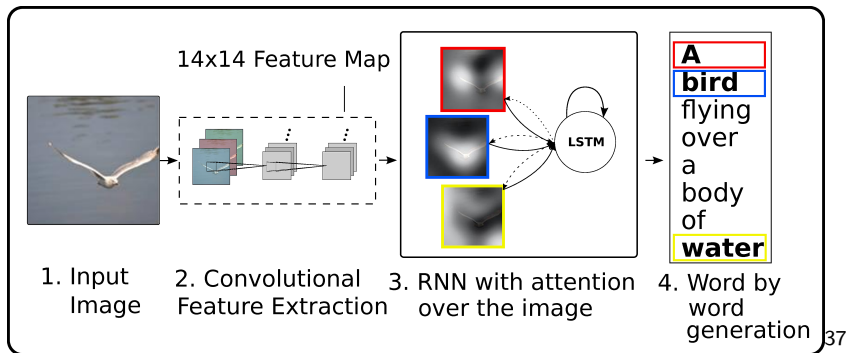 14x14 Feature Map
LSTM
A
bird
flying
over
a
body
of
water
1. Input
Image
2. Convolutional
Feature Extraction
3. RNN with attention
over the image
4. Word by
word
generation
37